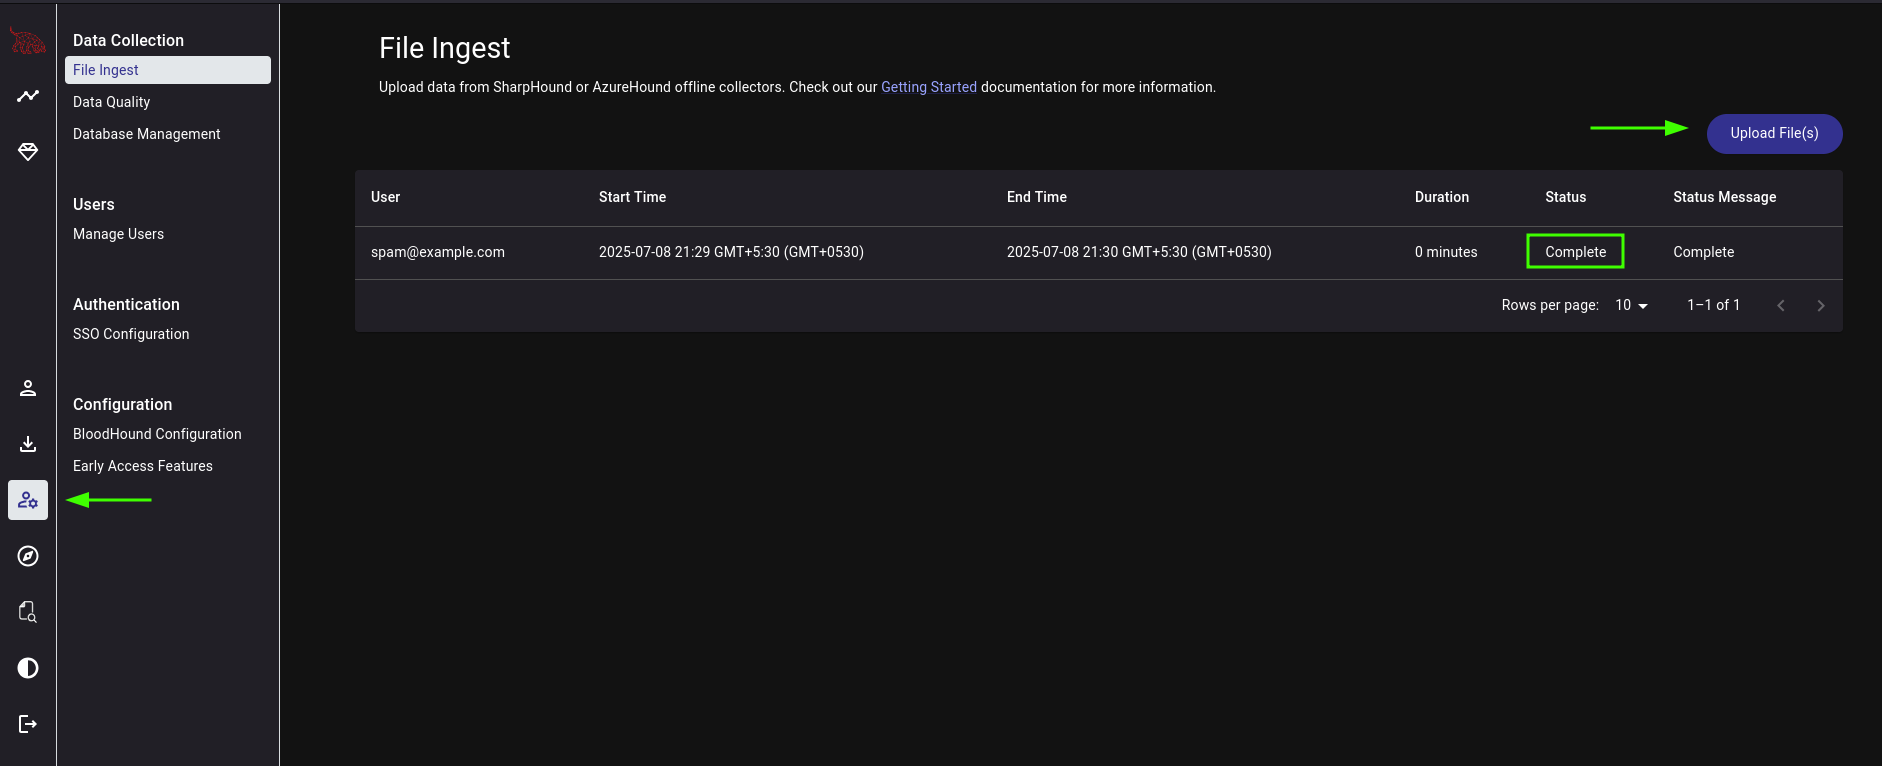 Data Collection
File Ingest
Data Quality
Database Management
Users
Manage Users
Authentication
SSO Configuration
Configuration
BloodHound Configuration
Early Access Features
File Ingest
Upload data from SharpHound or AzureHound offline collectors. Check out our Getting Started documentation for more information.
Upload File(s)
User Start Time End Time Duration Status Status Message
spam@example.com 2025-07-08 21:29 GMT+5:30 (GMT+0530) 2025-07-08 21:30 GMT+5:30 (GMT+0530) 0 minutes Complete Complete
Rows per page: 10 1–1 of 1